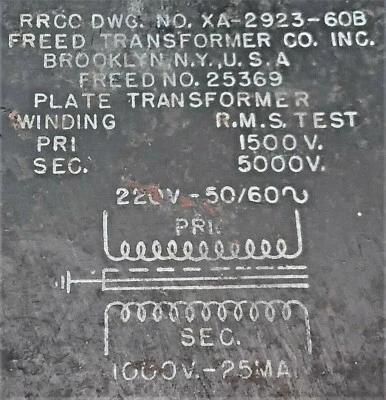 RRCO DWG. NO. XA-2923-60B
FREED TRANSFORMER CO. INC.
BROOKLYN, N.Y., U.S.A
FREED NO. 25369
PLATE TRANSFORMER
WINDING R.M.S. TEST
PRI 1500 V.
SEC. 5000V.
220V-50/60~
PRI.
SEC.
1000V.-25MA